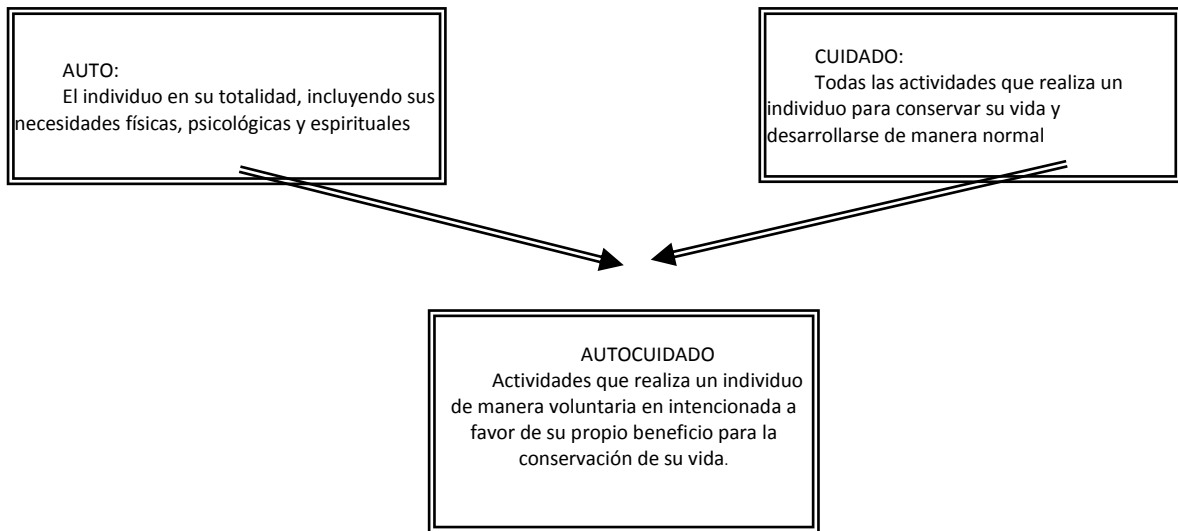 AUTO:
El individuo en su totalidad, incluyendo sus
necesidades físicas, psicológicas y espirituales
CUIDADO:
Todas las actividades que realiza un
individuo para conservar su vida y
desarrollarse de manera normal
AUTOCUIDADO
Actividades que realiza un individuo
de manera voluntaria en intencionada a
favor de su propio beneficio para la
conservación de su vida.